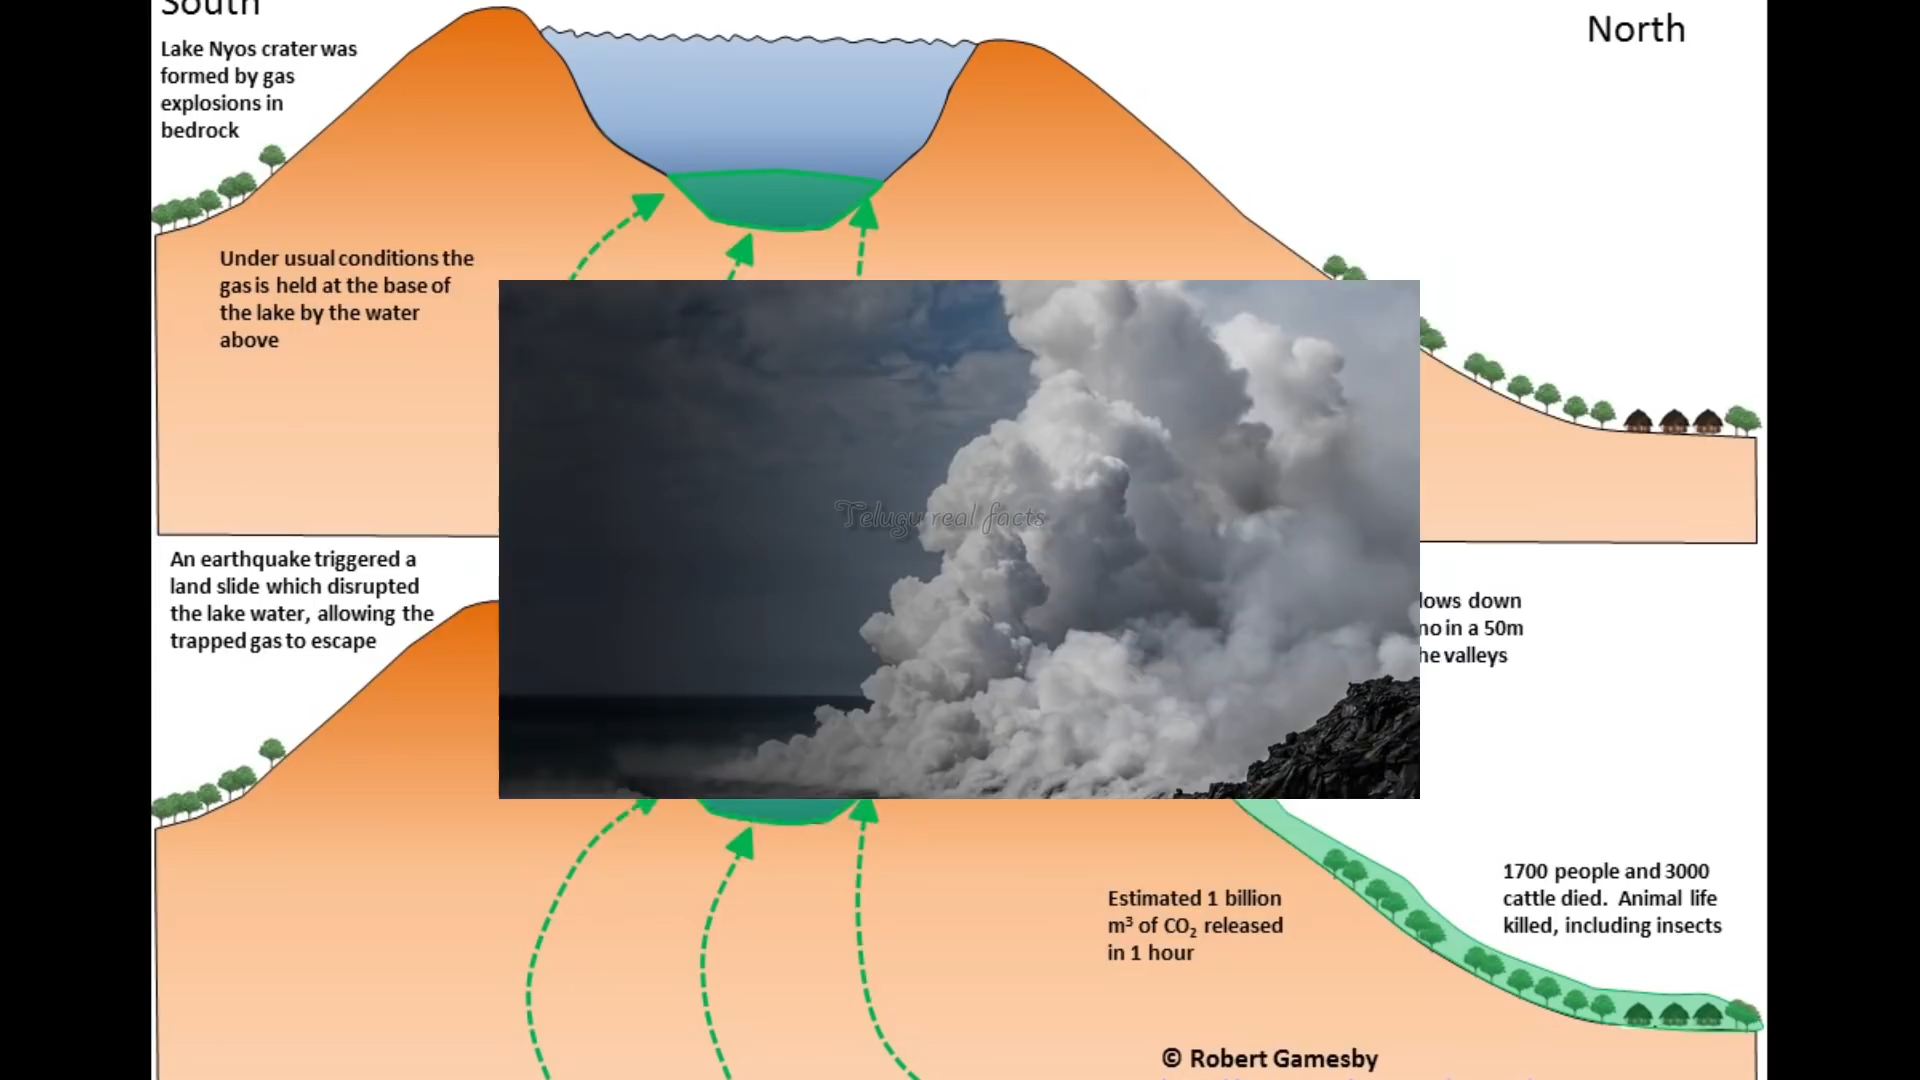 South
North
Lake Nyos crater was
formed by gas
explosions in
bedrock
Under usual conditions the
gas is held at the base of
the lake by the water
above
Telugu real facts
An earthquake triggered a
land slide which disrupted
the lake water, allowing the
trapped gas to escape
down
in a 50m
valleys
1700 people and 3000
cattle died. Animal life
killed, including insects
Estimated 1 billion
m³ of CO₂ released
in 1 hour
© Robert Gamesby